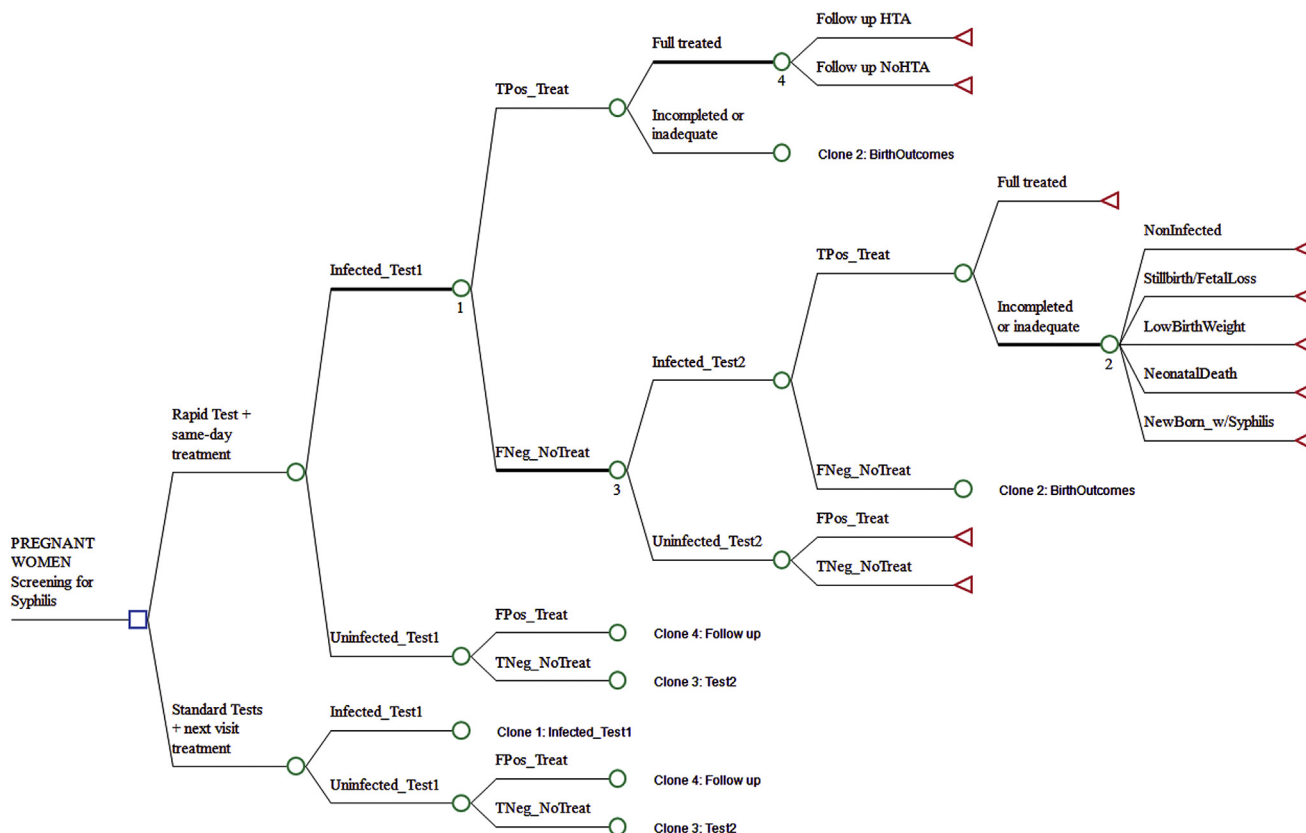 Follow up HTA
Full treated
Follow up NoHTA
4
TPos_Treat
Incompleted or
inadequate
Clone 2: BirthOutcomes
Full treated
NonInfected
TPos_Treat
Infected_Test1
Stillbirth/FetalLoss
1
Incompleted
or inadequate
LowBirthWeight
2
Infected_Test2
NeonatalDeath
Rapid Test +
same-day
treatment
NewBorn_w/Syphilis
FNeg_NoTreat
3
FNeg_NoTreat
Clone 2: BirthOutcomes
FPos_Treat
Uninfected_Test2
TNeg_NoTreat
PREGNANT
WOMEN
Screening for
Syphilis
FPos_Treat
Clone 4: Follow up
Uninfected_Test1
TNeg_NoTreat
Clone 3: Test2
Standard Tests
+ next visit
treatment
Infected_Test1
Clone 1: Infected_Test1
FPos_Treat
Clone 4: Follow up
Uninfected_Test1
TNeg_NoTreat
Clone 3: Test2